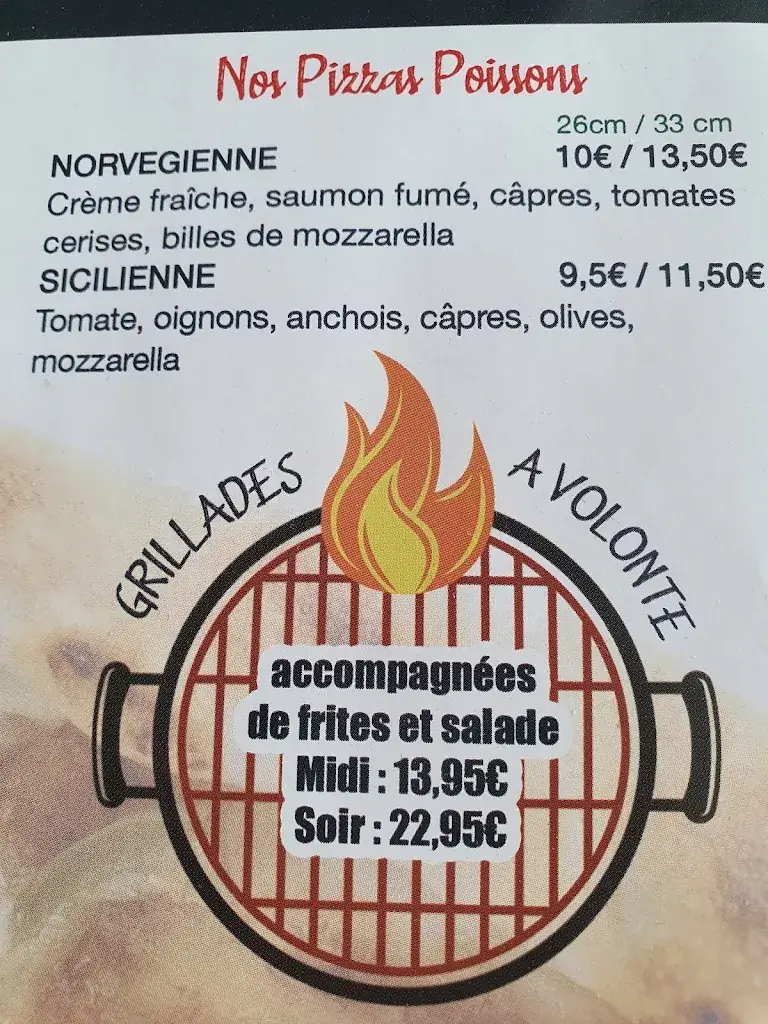 Nos Pizzas Poissons
26cm / 33 cm
NORVEGIENNE 10€ / 13,50€
Crème fraîche, saumon fumé, câpres, tomates
cerises, billes de mozzarella
SICILIENNE 9,5€ / 11,50€
Tomate, oignons, anchois, câpres, olives,
mozzarella
GRILLADES A VOLONTE
accompagnées
de frites et salade
Midi : 13,95€
Soir : 22,95€